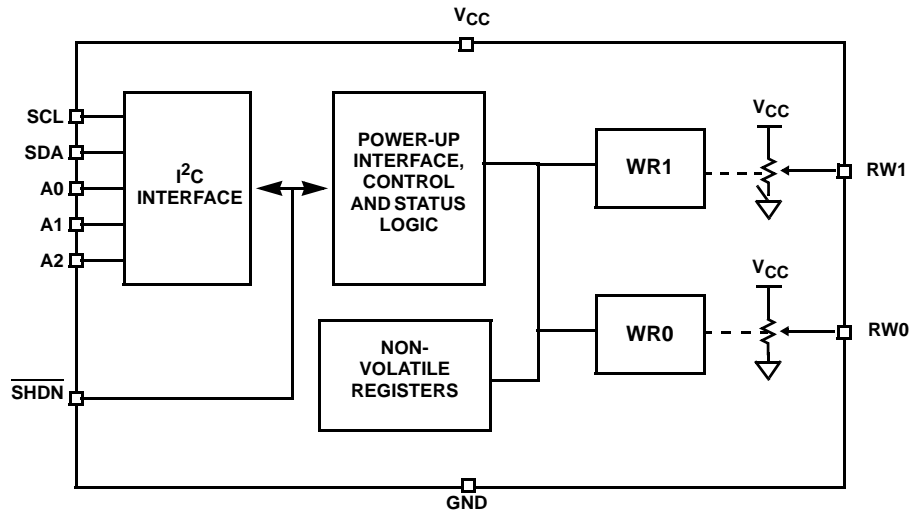 VCC
SCL
SDA
A0
A1
A2
I2C
INTERFACE
POWER-UP
INTERFACE,
CONTROL
AND STATUS
LOGIC
WR1
VCC
RW1
NON-
VOLATILE
REGISTERS
WR0
VCC
RW0
SHDN
GND